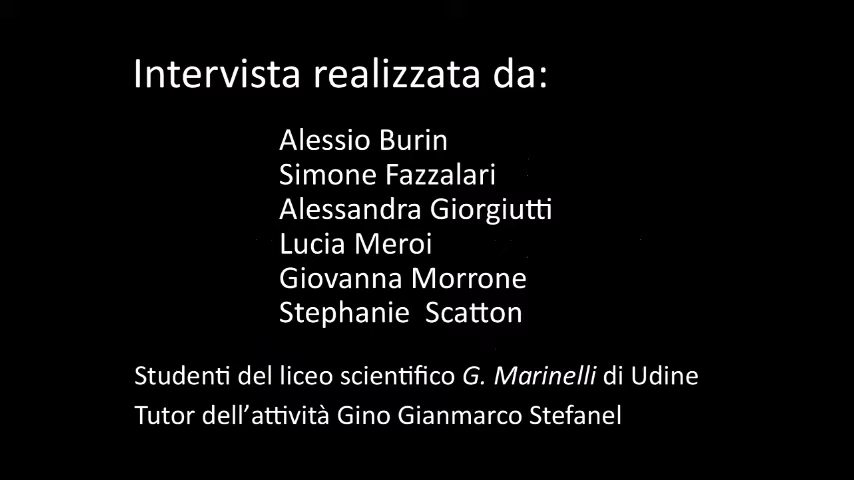 Intervista realizzata da:
Alessio Burin
Simone Fazzalari
Alessandra Giorgiutti
Lucia Meroi
Giovanna Morrone
Stephanie  Scatton
Studenti del liceo scientifico G. Marinelli di Udine
Tutor dell’attività Gino Gianmarco Stefanel